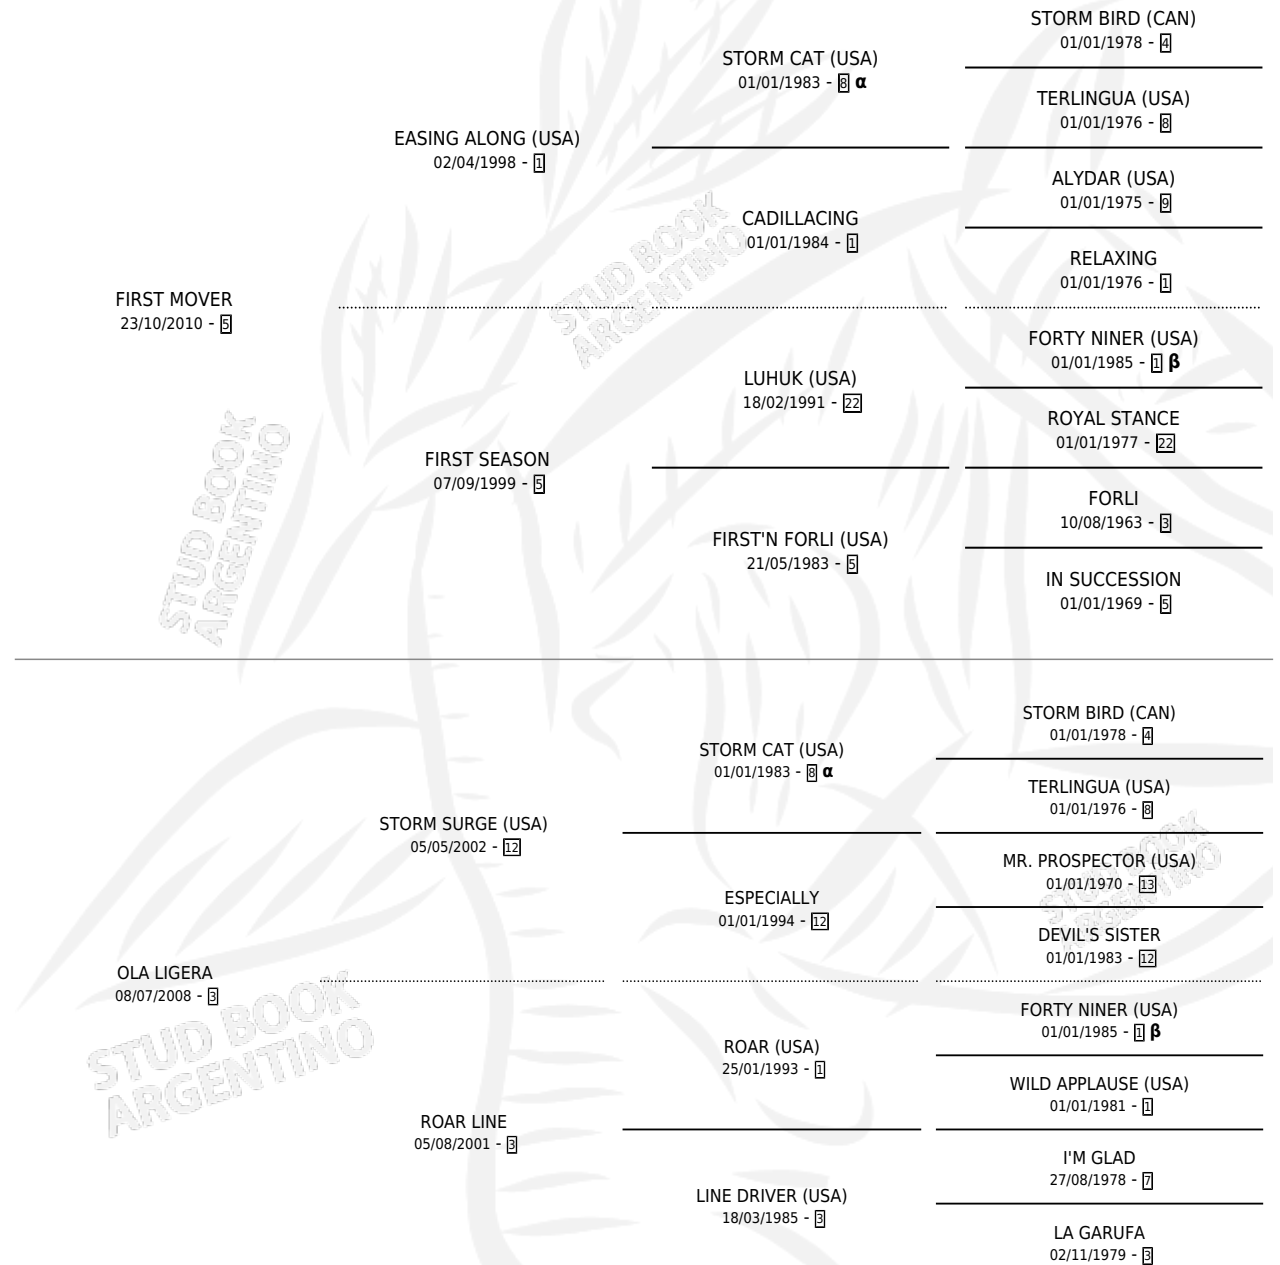 STORM BIRD (CAN)
01/01/1978 - 4
STORM CAT (USA)
01/01/1983 - 8 α
TERLINGUA (USA)
01/01/1976 - 8
EASING ALONG (USA)
02/04/1998 - 1
ALYDAR (USA)
01/01/1975 - 9
CADILLACING
01/01/1984 - 1
RELAXING
01/01/1976 - 1
FIRST MOVER
23/10/2010 - 5
FORTY NINER (USA)
01/01/1985 - 1 β
LUHUK (USA)
18/02/1991 - 22
ROYAL STANCE
01/01/1977 - 22
FIRST SEASON
07/09/1999 - 5
FORLI
10/08/1963 - 3
FIRST'N FORLI (USA)
21/05/1983 - 5
IN SUCCESSION
01/01/1969 - 5
STORM BIRD (CAN)
01/01/1978 - 4
STORM CAT (USA)
01/01/1983 - 8 α
TERLINGUA (USA)
01/01/1976 - 8
STORM SURGE (USA)
05/05/2002 - 12
MR. PROSPECTOR (USA)
01/01/1970 - 13
ESPECIALLY
01/01/1994 - 12
DEVIL'S SISTER
01/01/1983 - 12
OLA LIGERA
08/07/2008 - 3
FORTY NINER (USA)
01/01/1985 - 1 β
ROAR (USA)
25/01/1993 - 1
WILD APPLAUSE (USA)
01/01/1981 - 1
ROAR LINE
05/08/2001 - 3
I'M GLAD
27/08/1978 - 7
LINE DRIVER (USA)
18/03/1985 - 3
LA GARUFA
02/11/1979 - 3
STUD BOOK
ARGENTINO
STUD BOOK
ARGENTINO
STUD BOOK
ARGENTINO
STUD BOOK
ARGENTINO